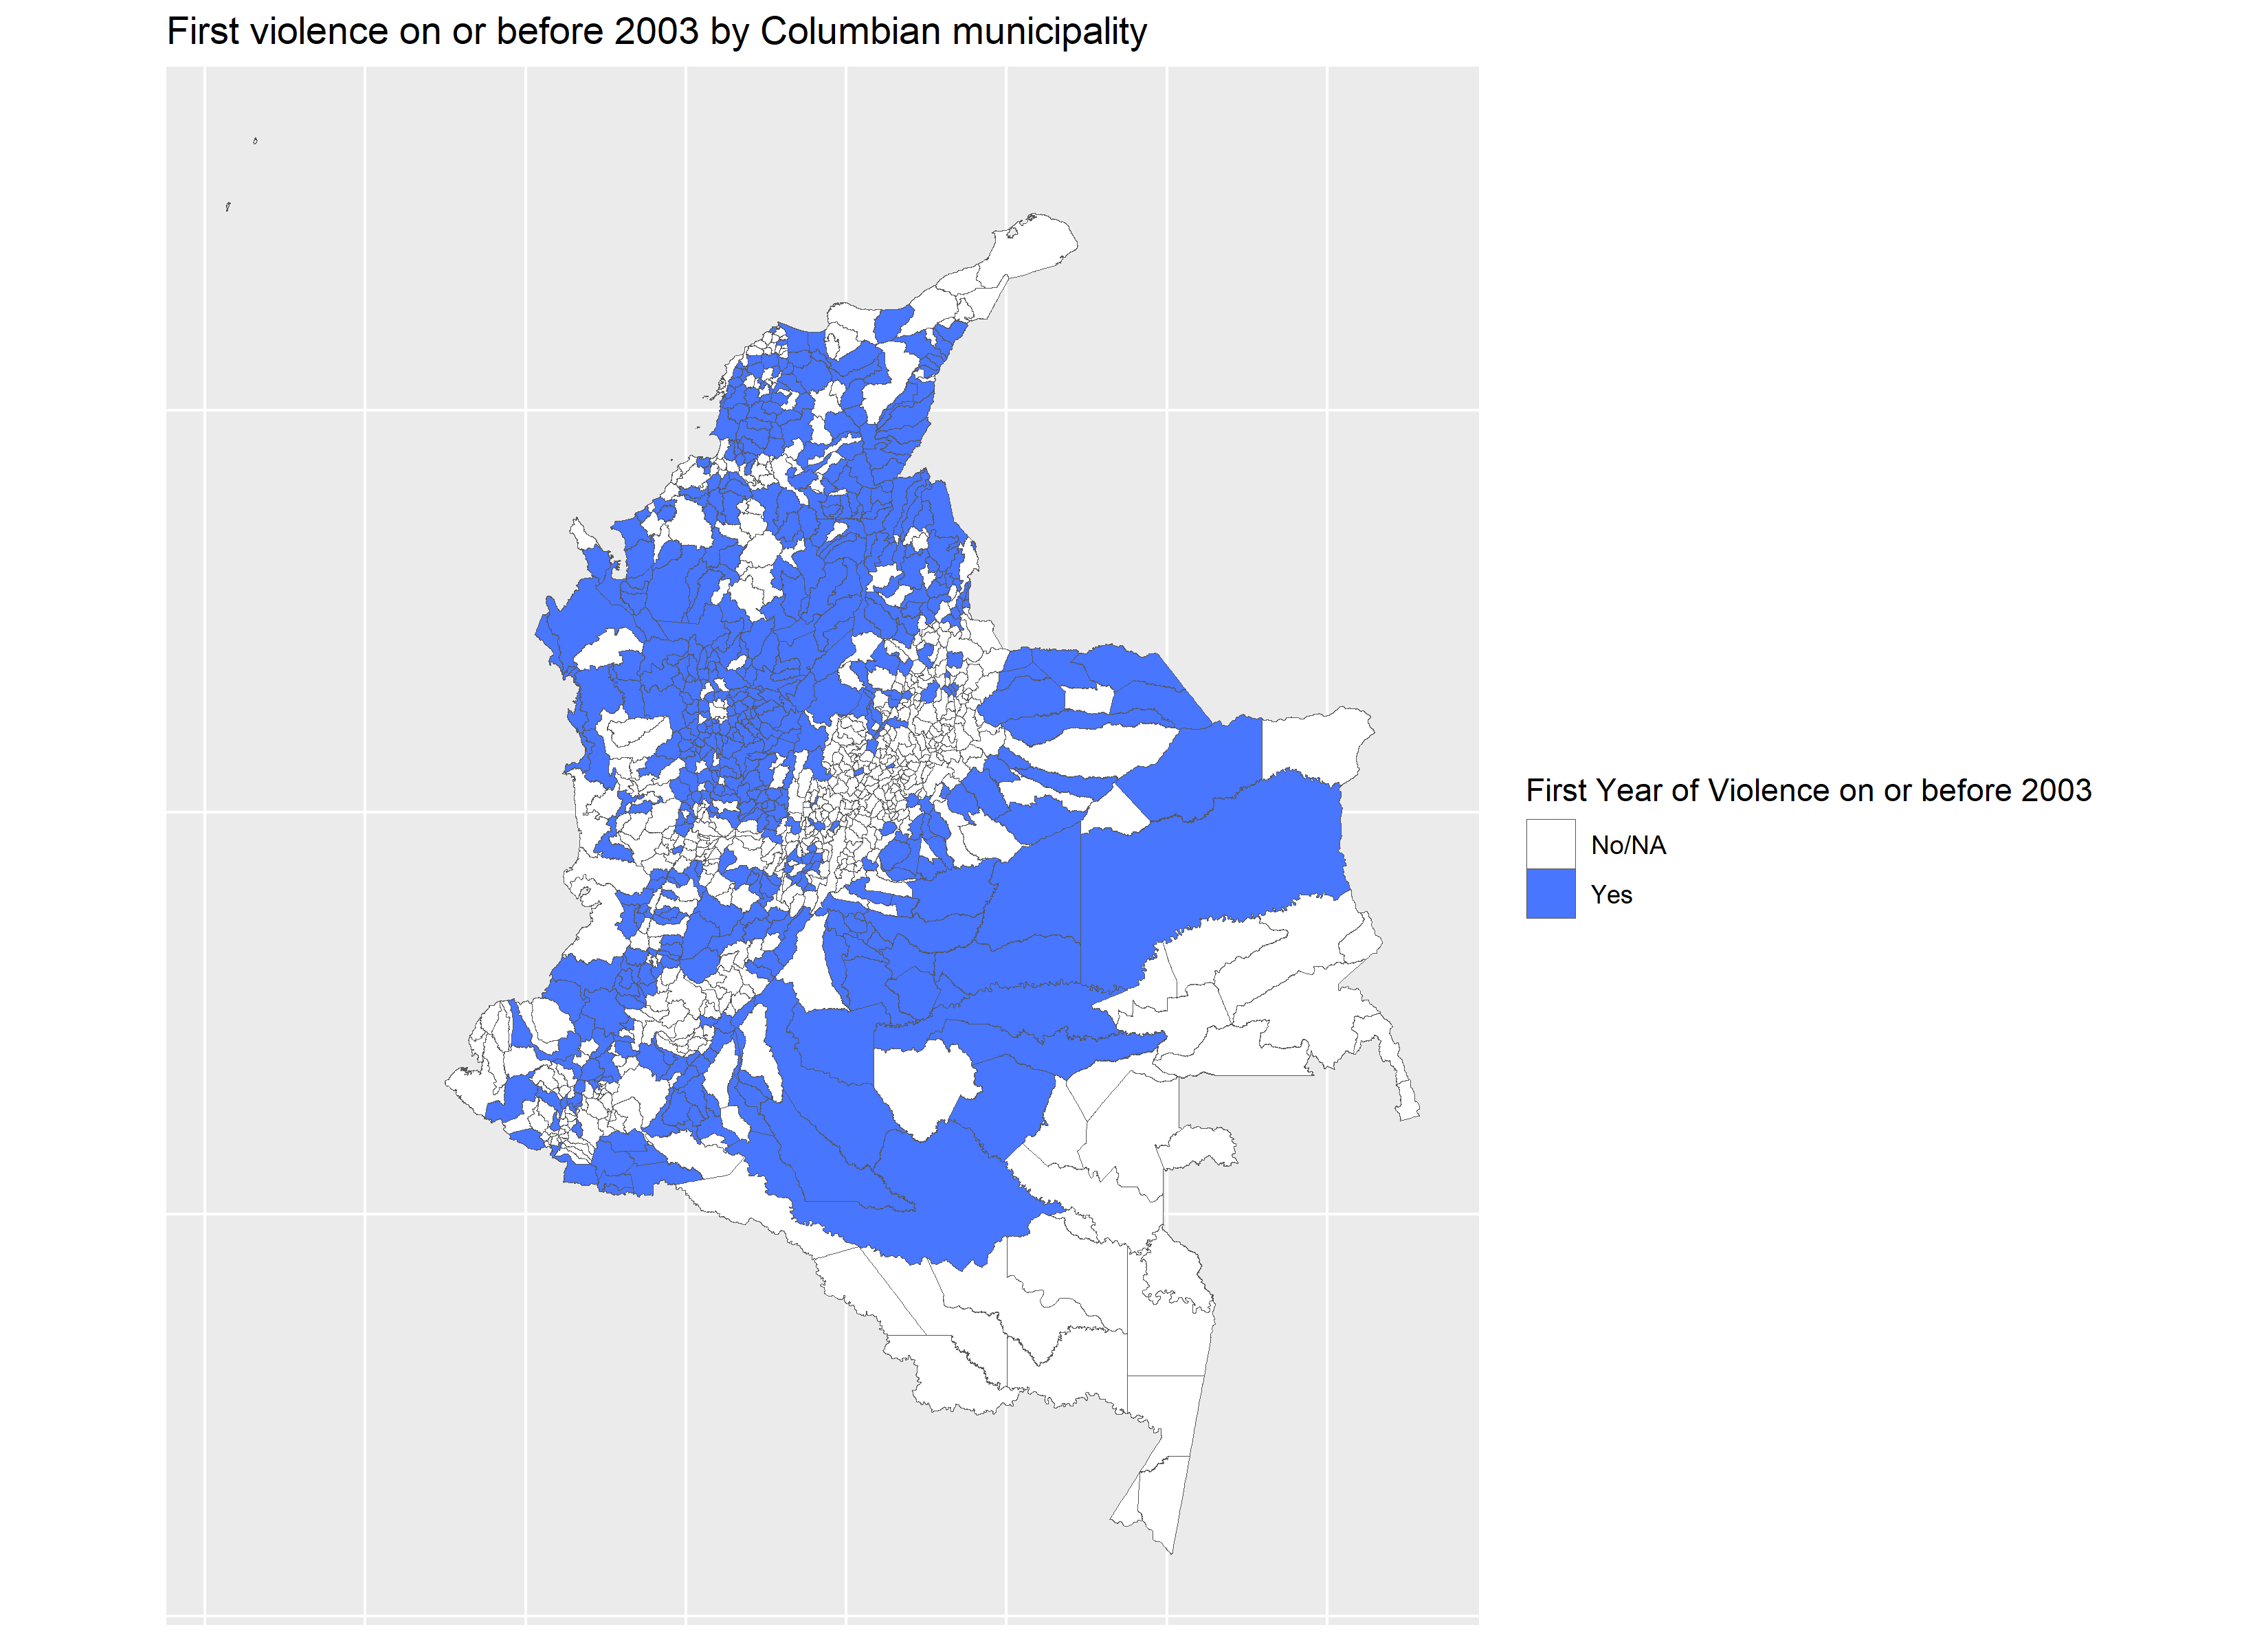 First violence on or before 2003 by Columbian municipality
First Year of Violence on or before 2003
No/NA
Yes